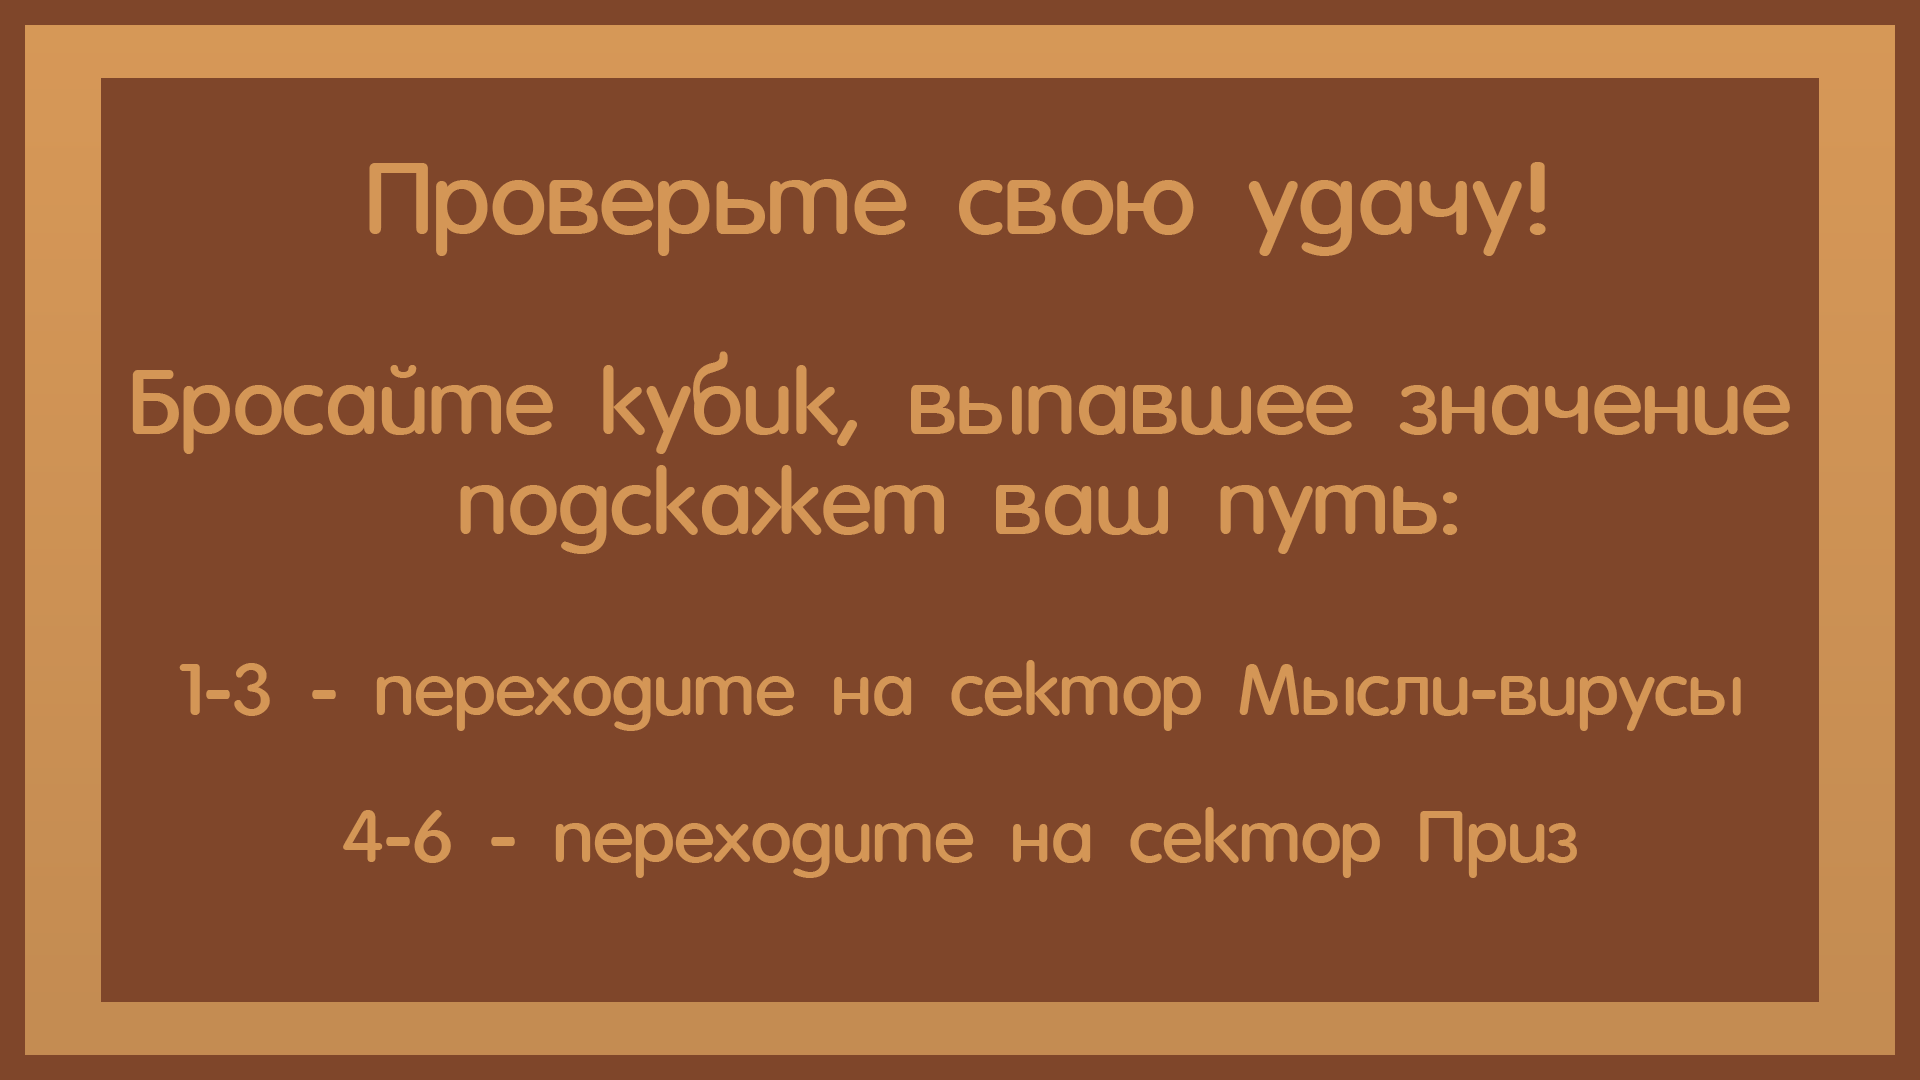 Проверьте свою удачу!
Бросайте кубик, выпавшее значение
подскажет ваш путь:
1-3 - переходите на сектор Мысли-вирусы
4-6 - переходите на сектор Приз